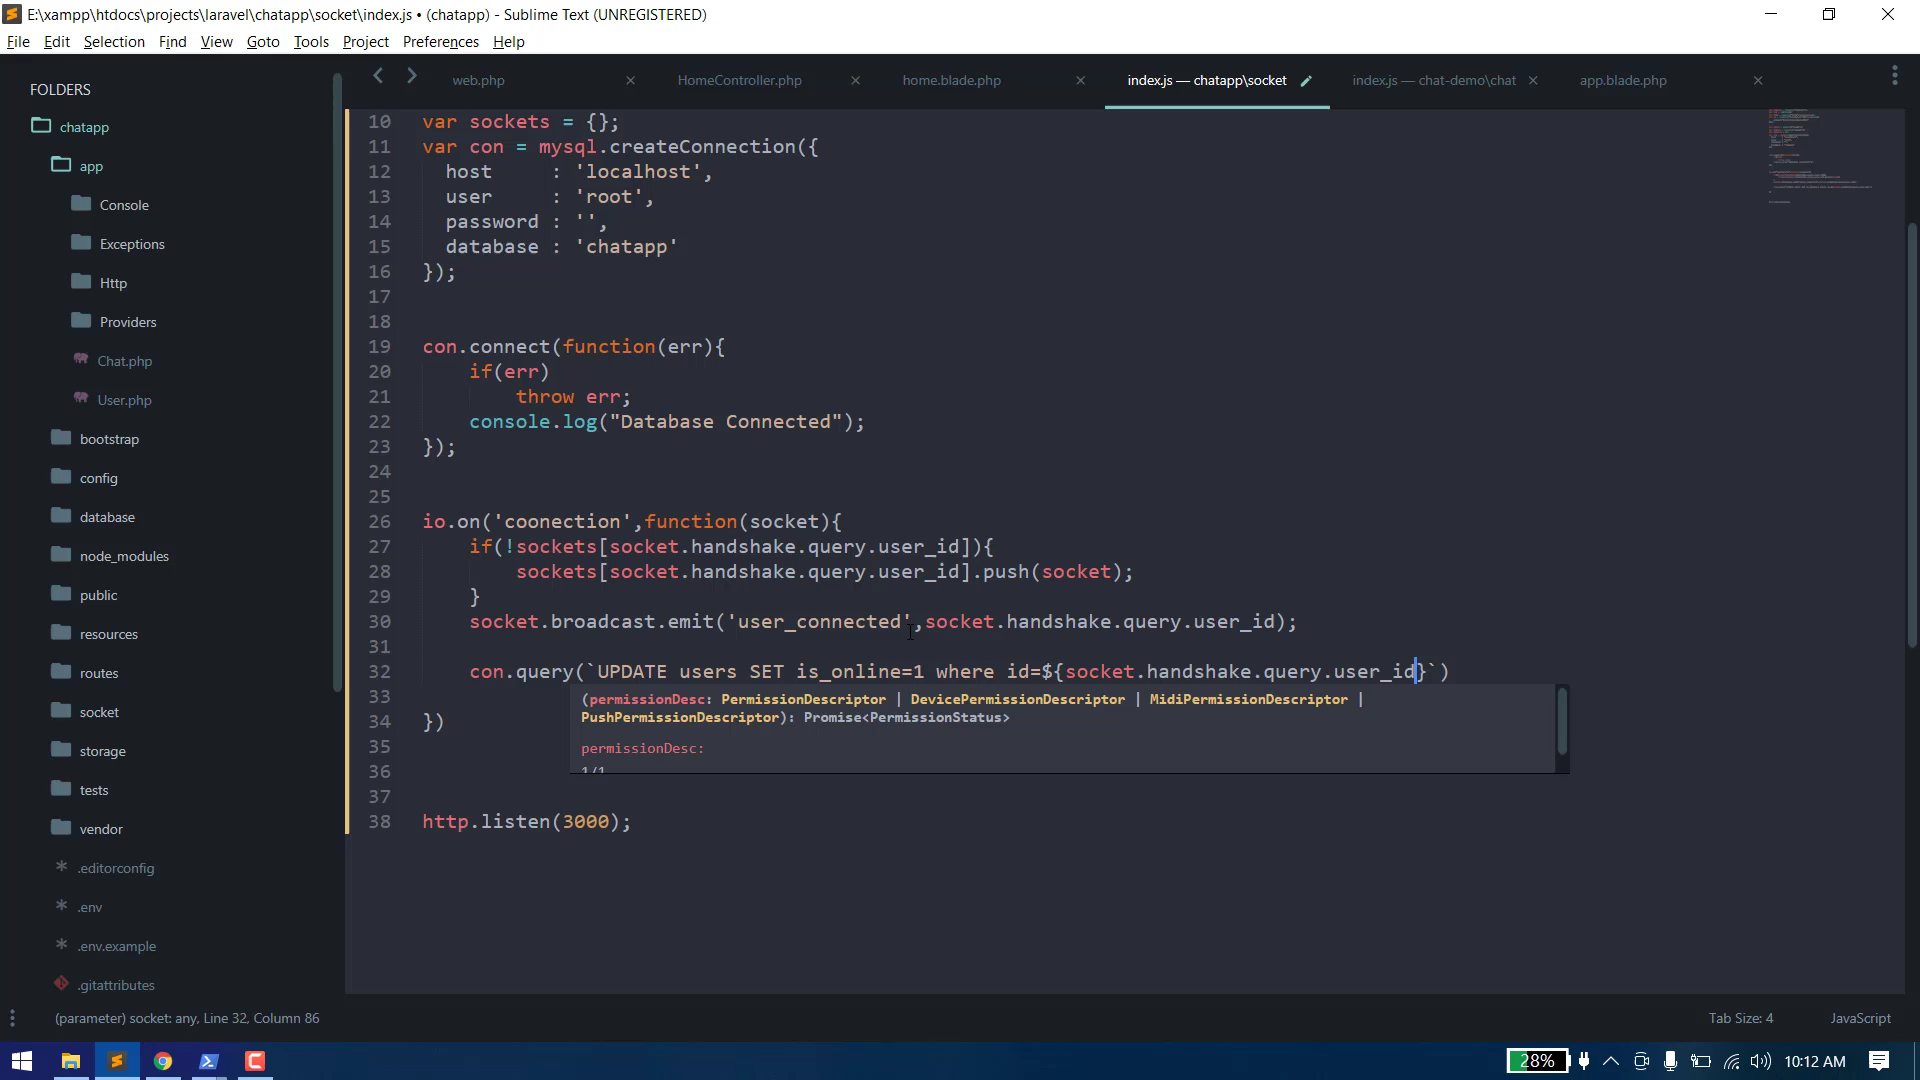 E:\xampp\htdocs\projects\laravel\chatapp\socket\index.js • (chatapp) - Sublime Text (UNREGISTERED)
File Edit Selection Find View Goto Tools Project Preferences Help
FOLDERS
chatapp
app
Console
Exceptions
Http
Providers
Chat.php
User.php
bootstrap
config
database
node_modules
public
resources
routes
socket
storage
tests
vendor
.editorconfig
.env
.env.example
.gitattributes
web.php
HomeController.php
home.blade.php
index.js — chatapp\socket
index.js — chat-demo\chat
app.blade.php
10 var sockets = {};
11 var con = mysql.createConnection({
12 host : 'localhost',
13 user : 'root',
14 password : '',
15 database : 'chatapp'
16 });
17
18
19 con.connect(function(err){
20 if(err)
21 throw err;
22 console.log("Database Connected");
23 });
24
25
26 io.on('coonection',function(socket){
27 if(!sockets[socket.handshake.query.user_id]){
28 sockets[socket.handshake.query.user_id].push(socket);
29 }
30 socket.broadcast.emit('user_connected',socket.handshake.query.user_id);
31
32 con.query(`UPDATE users SET is_online=1 where id=${socket.handshake.query.user_id}`)
33
(permissionDesc: PermissionDescriptor | DevicePermissionDescriptor | MidiPermissionDescriptor |
PushPermissionDescriptor): Promise<PermissionStatus>
permissionDesc:
1/1
34 })
35
36
37
38 http.listen(3000);
(parameter) socket: any, Line 32, Column 86
Tab Size: 4
JavaScript
28%
10:12 AM